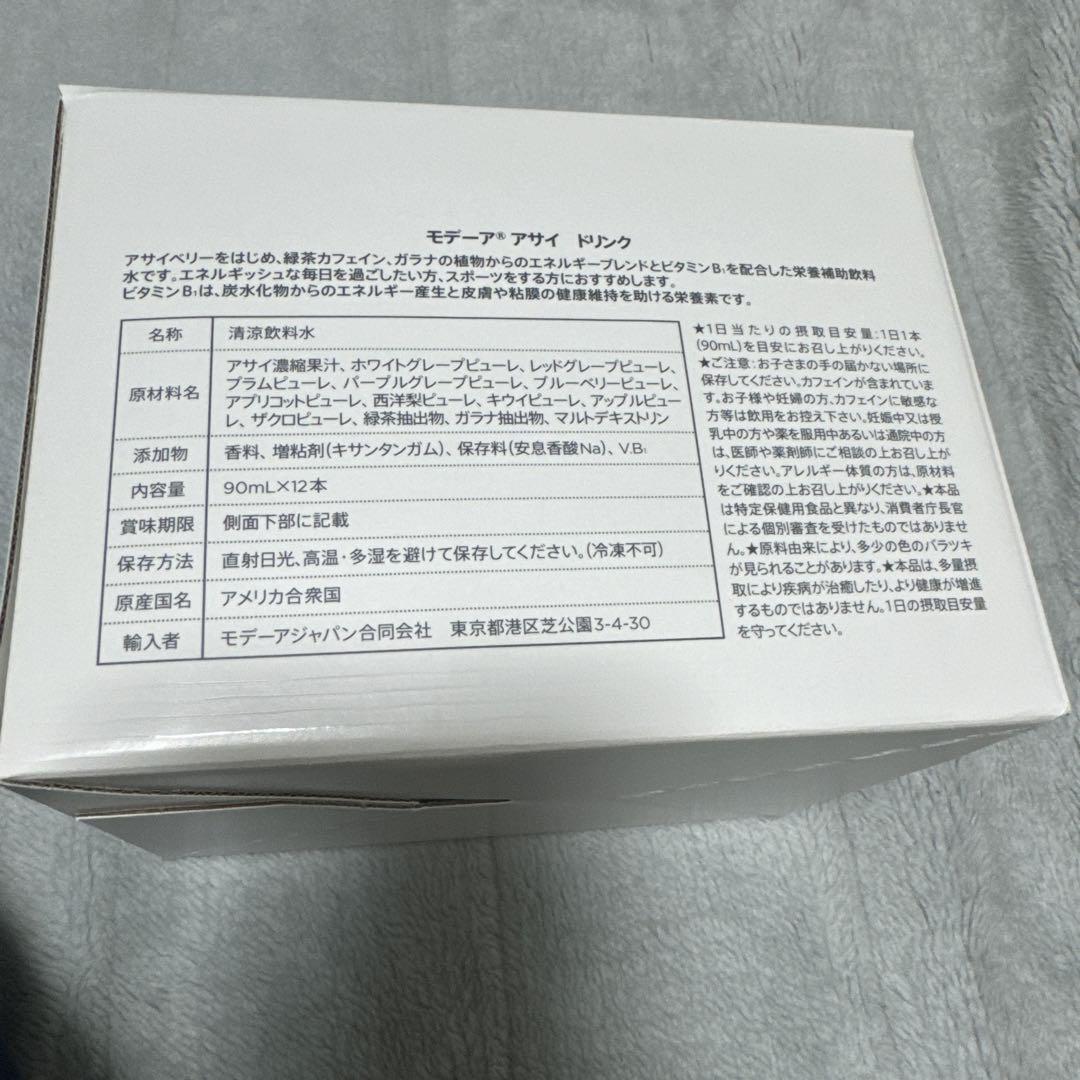 モデーア® アサイ ドリンク
アサイベリーをはじめ、緑茶カフェイン、ガラナの植物からのエネルギーブレンドとビタミンB₁を配合した栄養補助飲料
水です。エネルギッシュな毎日を過ごしたい方、スポーツをする方におすすめします。
ビタミンB₁は、炭水化物からのエネルギー産生と皮膚や粘膜の健康維持を助ける栄養素です。
名称 清涼飲料水
原材料名
アサイ濃縮果汁、ホワイトグレープピューレ、レッドグレープピューレ、
プラムピューレ、パープルグレープピューレ、ブルーベリーピューレ、
アプリコットピューレ、西洋梨ピューレ、キウイピューレ、アップルピュー
レ、ザクロピューレ、緑茶抽出物、ガラナ抽出物、マルトデキストリン
添加物 香料、増粘剤(キサンタンガム)、保存料(安息香酸Na)、V.B₁
内容量 90mL×12本
賞味期限 側面下部に記載
保存方法 直射日光、高温・多湿を避けて保存してください。(冷凍不可)
原産国名 アメリカ合衆国
輸入者 モデーアジャパン合同会社 東京都港区芝公園3-4-30
★1日当たりの摂取目安量:1日1本
(90mL)を目安にお召し上がりください。
★ご注意:お子さまの手の届かない場所に
保存してください。カフェインが含まれていま
す。お子様や妊婦の方、カフェインに敏感な
方等は飲用をお控え下さい。妊娠中又は授
乳中の方や薬を服用中あるいは通院中の方
は、医師や薬剤師にご相談の上お召し上が
りください。アレルギー体質の方は、原材料
をご確認の上お召し上がりください。★本品
は特定保健用食品と異なり、消費者庁長官
による個別審査を受けたものではありませ
ん。★原料由来により、多少の色のバラツキ
が見られることがあります。★本品は、多量摂
取により疾病が治癒したり、より健康が増進
するものではありません。1日の摂取目安量
を守ってください。